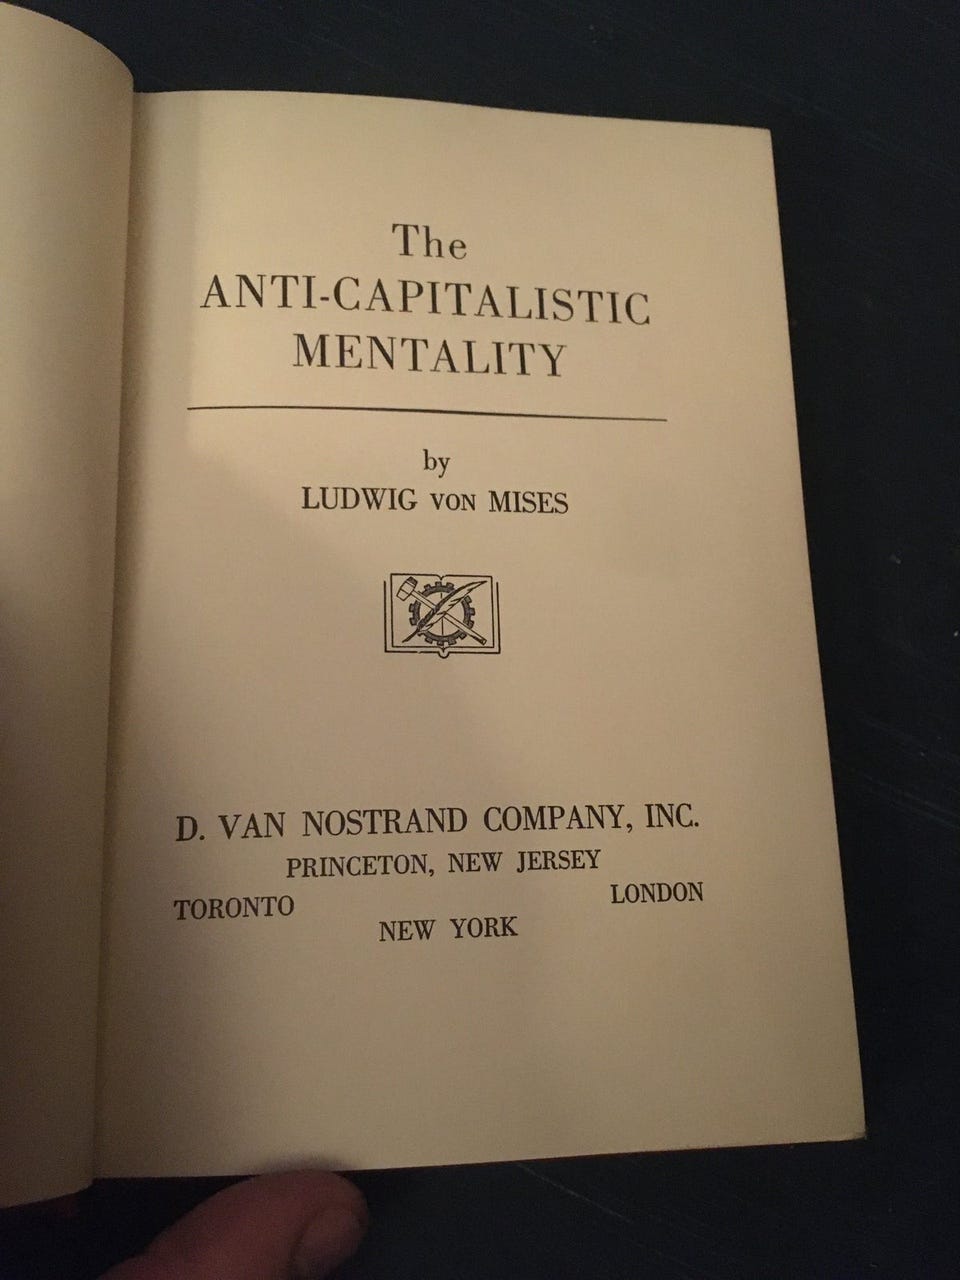 The
ANTI-CAPITALISTIC
MENTALITY
by
LUDWIG VON MISES
D. VAN NOSTRAND COMPANY, INC.
PRINCETON, NEW JERSEY
TORONTO LONDON
NEW YORK